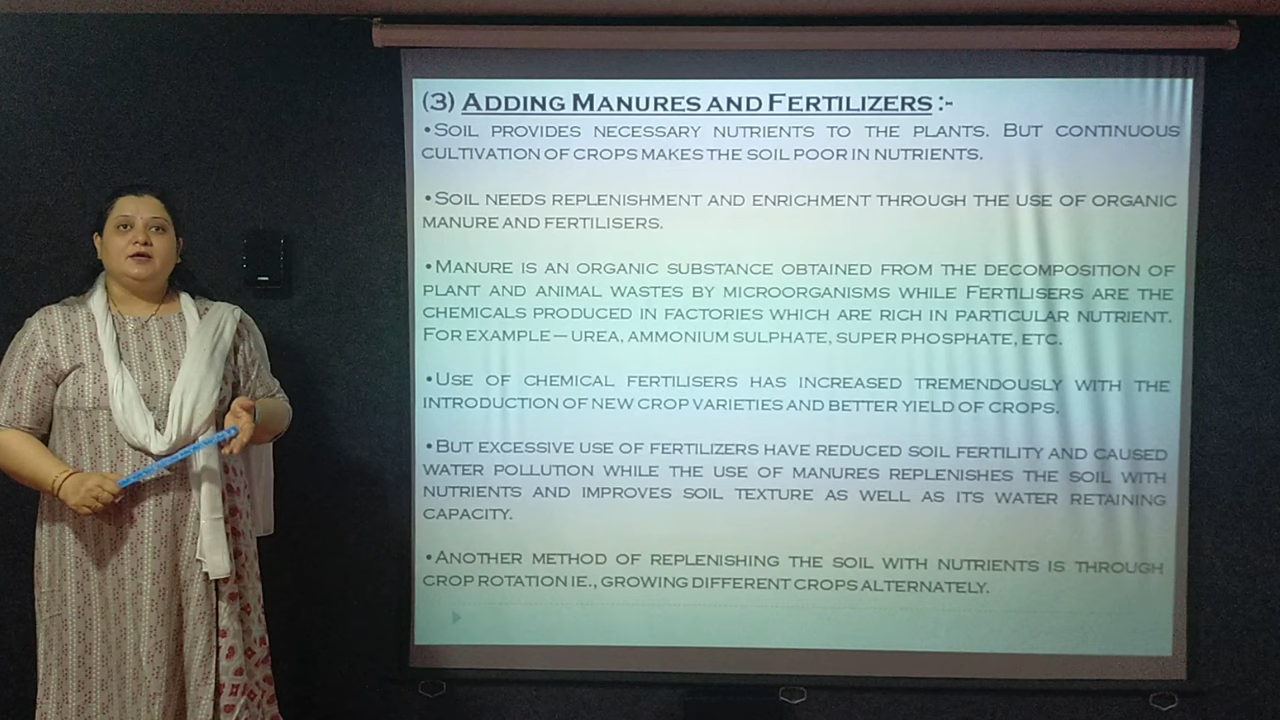 (3) ADDING MANURES AND FERTILIZERS :-
•SOIL PROVIDES NECESSARY NUTRIENTS TO THE PLANTS. BUT CONTINUOUS
CULTIVATION OF CROPS MAKES THE SOIL POOR IN NUTRIENTS.
•SOIL NEEDS REPLENISHMENT AND ENRICHMENT THROUGH THE USE OF ORGANIC
MANURE AND FERTILISERS.
•MANURE IS AN ORGANIC SUBSTANCE OBTAINED FROM THE DECOMPOSITION OF
PLANT AND ANIMAL WASTES BY MICROORGANISMS WHILE FERTILISERS ARE THE
CHEMICALS PRODUCED IN FACTORIES WHICH ARE RICH IN PARTICULAR NUTRIENT.
FOR EXAMPLE — UREA, AMMONIUM SULPHATE, SUPER PHOSPHATE, ETC.
•USE OF CHEMICAL FERTILISERS HAS INCREASED TREMENDOUSLY WITH THE
INTRODUCTION OF NEW CROP VARIETIES AND BETTER YIELD OF CROPS.
•BUT EXCESSIVE USE OF FERTILIZERS HAVE REDUCED SOIL FERTILITY AND CAUSED
WATER POLLUTION WHILE THE USE OF MANURES REPLENISHES THE SOIL WITH
NUTRIENTS AND IMPROVES SOIL TEXTURE AS WELL AS ITS WATER RETAINING
CAPACITY.
•ANOTHER METHOD OF REPLENISHING THE SOIL WITH NUTRIENTS IS THROUGH
CROP ROTATION IE., GROWING DIFFERENT CROPS ALTERNATELY.